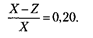 (X − Z)/X = 0,20.